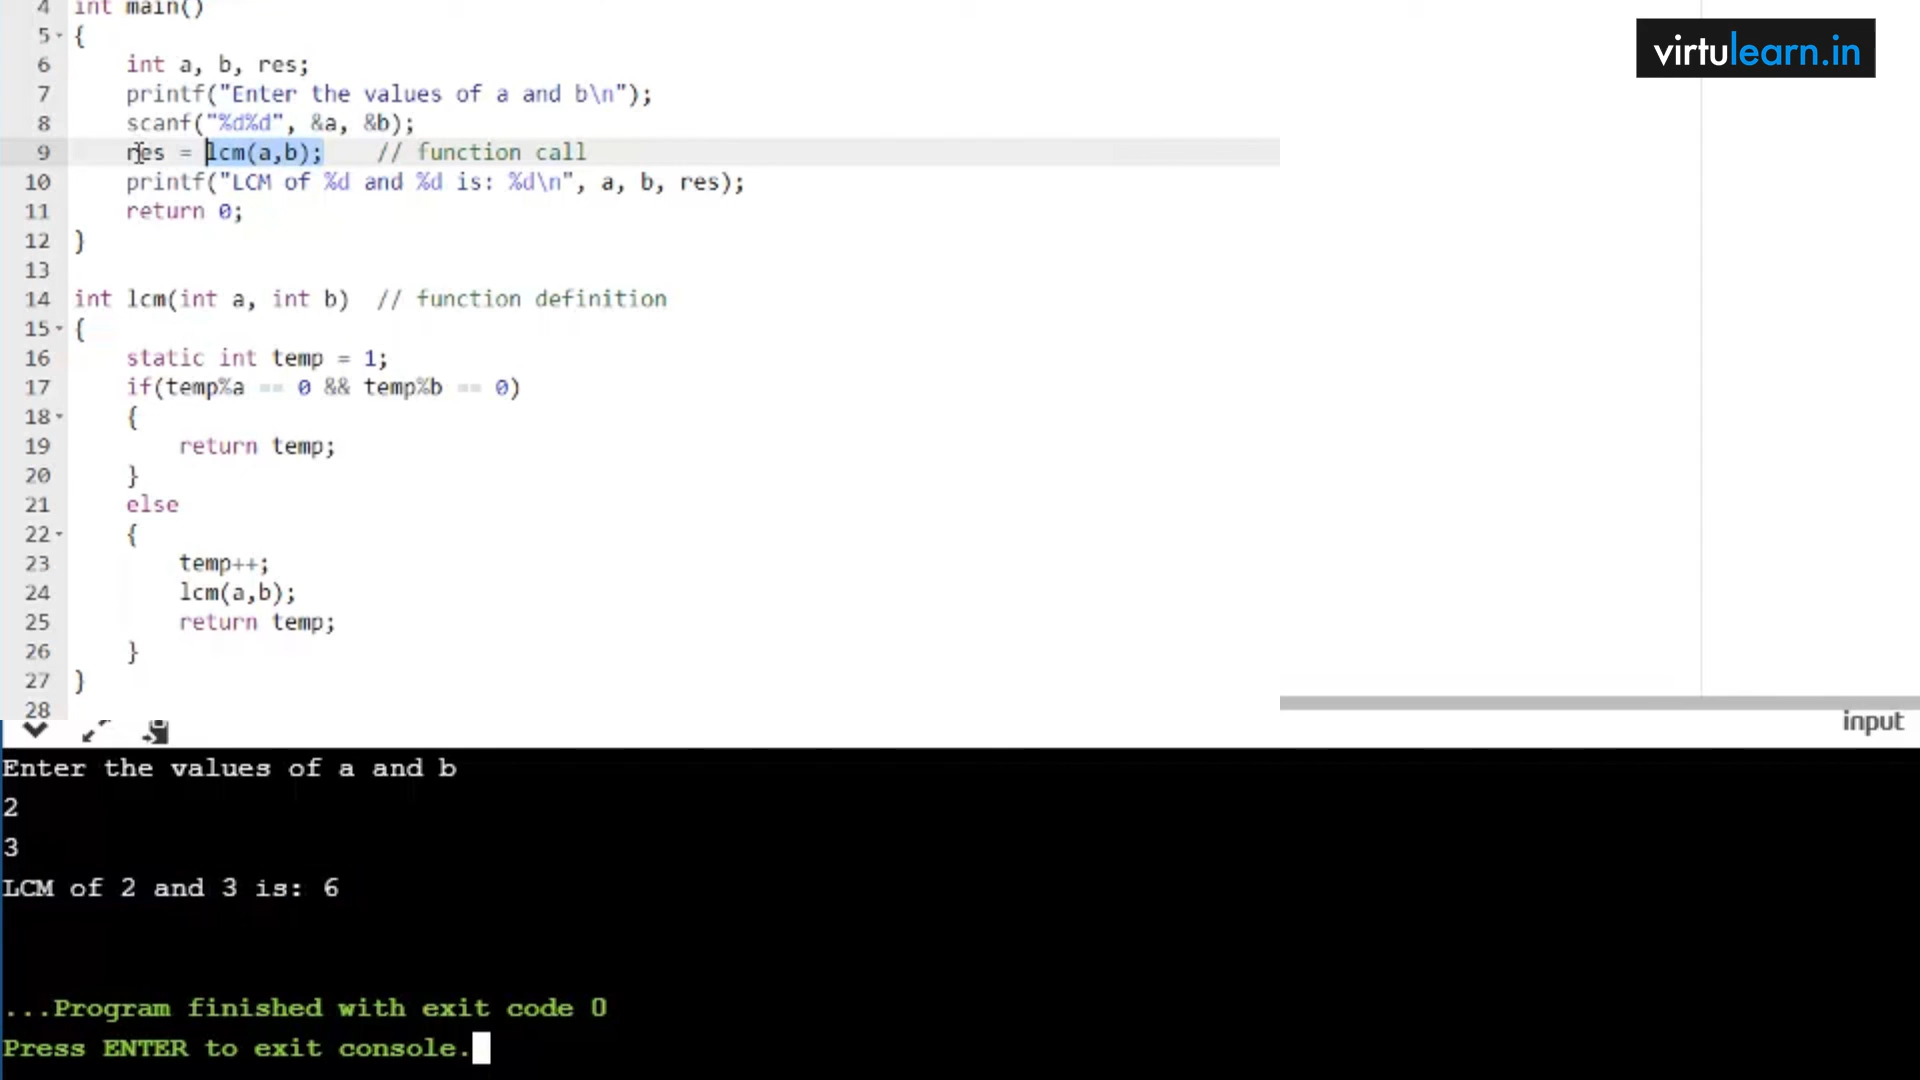 virtulearn.in
4 int main()
5 {
6     int a, b, res;
7     printf("Enter the values of a and b\n");
8     scanf("%d%d", &a, &b);
9     res = lcm(a,b);    // function call
10     printf("LCM of %d and %d is: %d\n", a, b, res);
11     return 0;
12 }
13
14 int lcm(int a, int b)  // function definition
15 {
16     static int temp = 1;
17     if(temp%a == 0 && temp%b == 0)
18     {
19         return temp;
20     }
21     else
22     {
23         temp++;
24         lcm(a,b);
25         return temp;
26     }
27 }
28
input
Enter the values of a and b
2
3
LCM of 2 and 3 is: 6
...Program finished with exit code 0
Press ENTER to exit console.